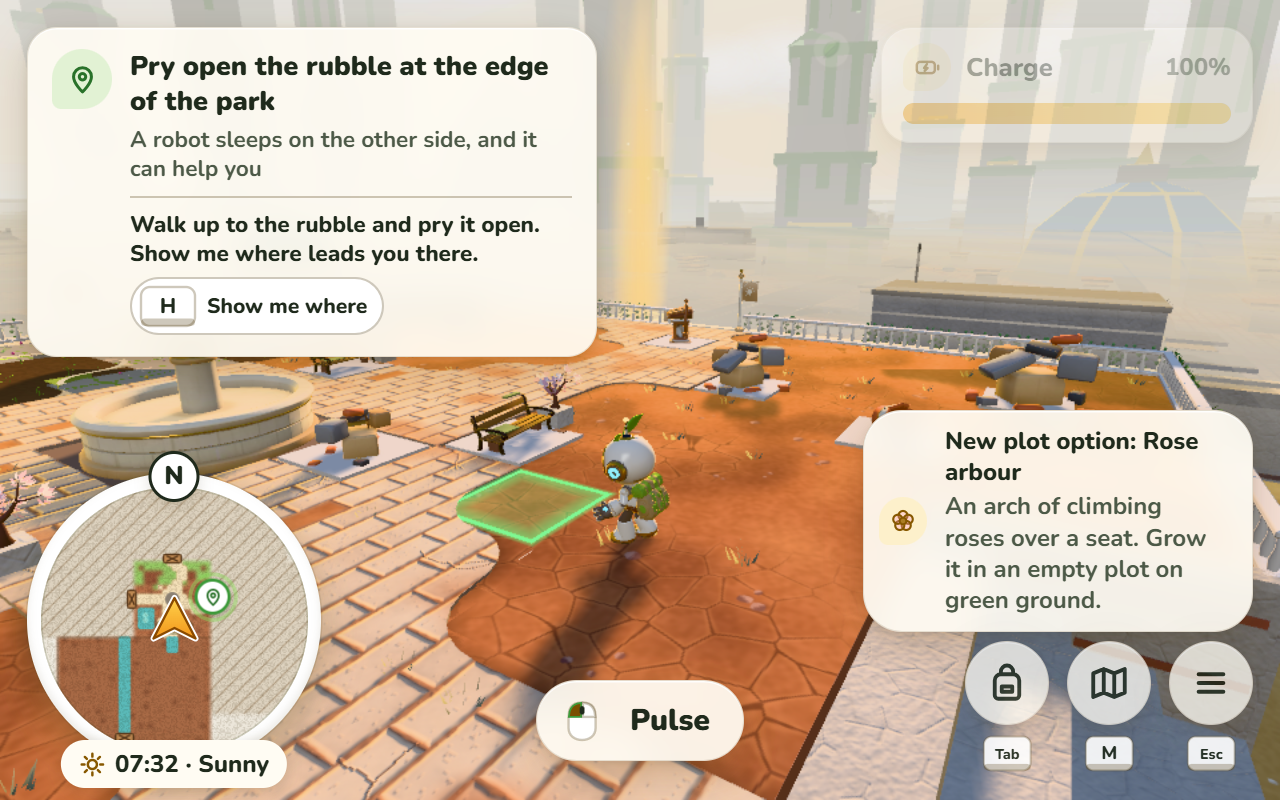 Pry open the rubble at the edge
of the park
A robot sleeps on the other side, and it
can help you
Walk up to the rubble and pry it open.
Show me where leads you there.
H Show me where
Charge 100%
New plot option: Rose
arbour
An arch of climbing
roses over a seat. Grow
it in an empty plot on
green ground.
N
07:32 · Sunny
Pulse
Tab M Esc